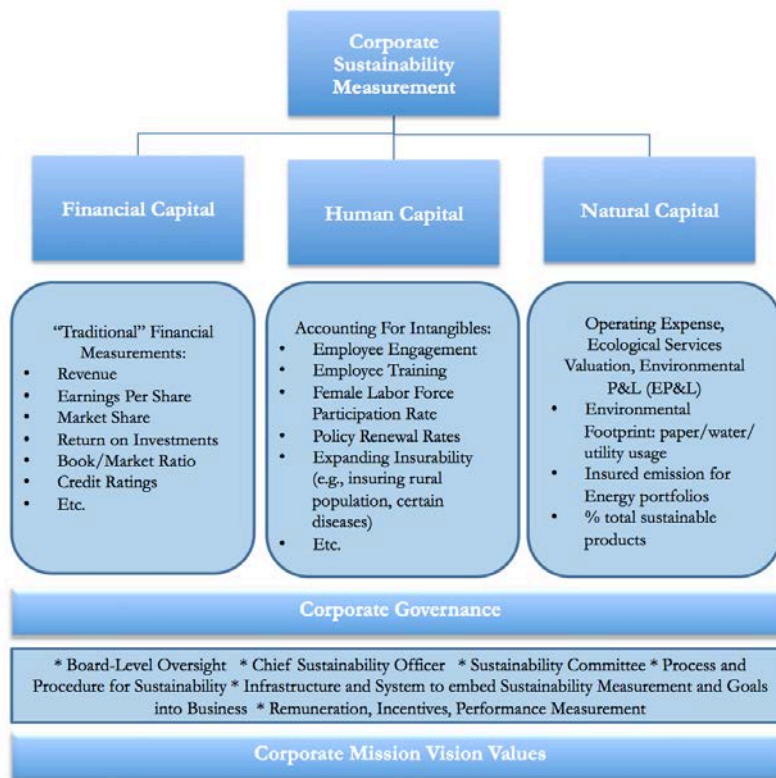 Corporate
Sustainability
Measurement
Financial Capital
Human Capital
Natural Capital
“Traditional” Financial
Measurements:
• Revenue
• Earnings Per Share
• Market Share
• Return on Investments
• Book/Market Ratio
• Credit Ratings
• Etc.
Accounting For Intangibles:
• Employee Engagement
• Employee Training
• Female Labor Force
Participation Rate
• Policy Renewal Rates
• Expanding Insurability
(e.g., insuring rural
population, certain
diseases)
• Etc.
Operating Expense,
Ecological Services
Valuation, Environmental
P&L (EP&L)
• Environmental
Footprint: paper/water/
utility usage
• Insured emission for
Energy portfolios
• % total sustainable
products
Corporate Governance
* Board-Level Oversight * Chief Sustainability Officer * Sustainability Committee * Process and
Procedure for Sustainability * Infrastructure and System to embed Sustainability Measurement and Goals
into Business * Remuneration, Incentives, Performance Measurement
Corporate Mission Vision Values